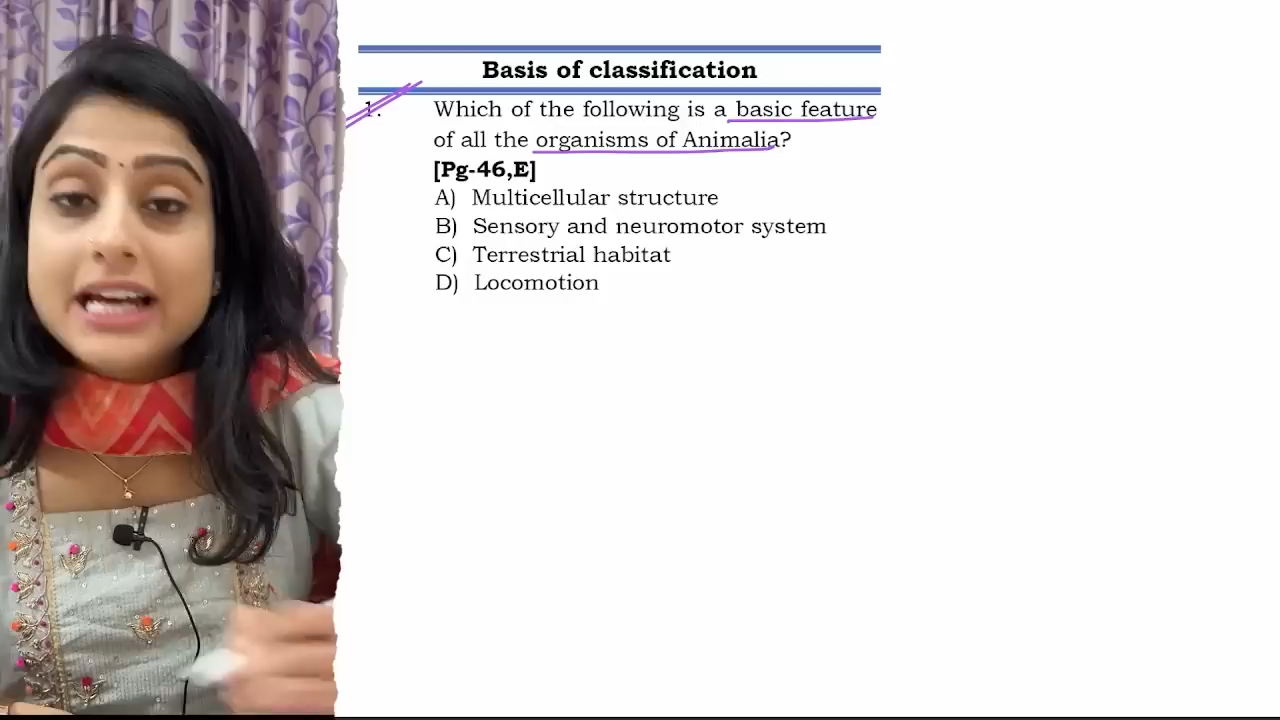 Basis of classification
1. Which of the following is a basic feature
of all the organisms of Animalia?
[Pg-46,E]
A) Multicellular structure
B) Sensory and neuromotor system
C) Terrestrial habitat
D) Locomotion